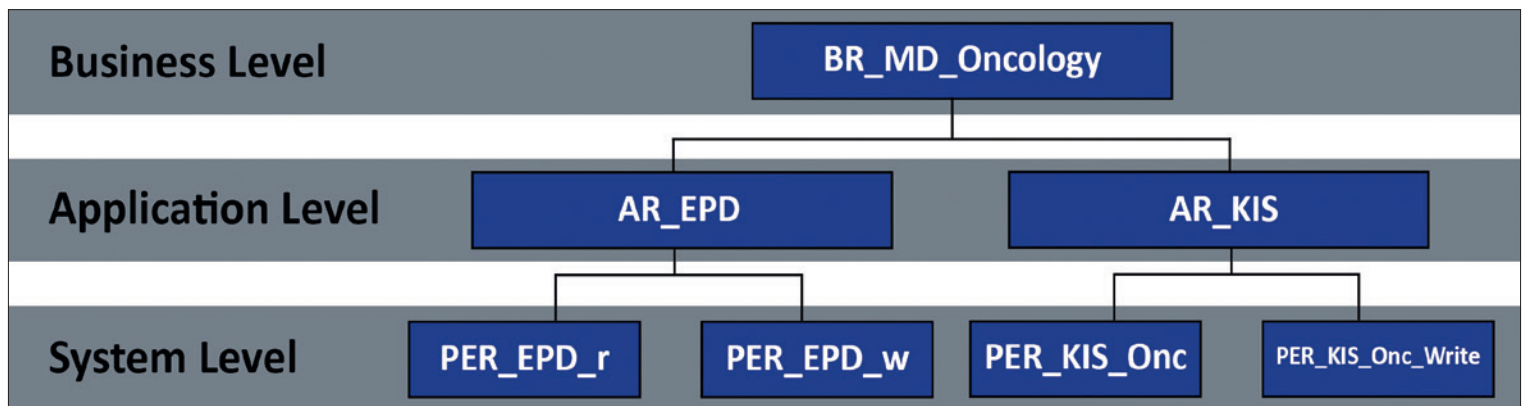 Business Level
BR_MD_Oncology
Application Level
AR_EPD
AR_KIS
System Level
PER_EPD_r
PER_EPD_w
PER_KIS_Onc
PER_KIS_Onc_Write